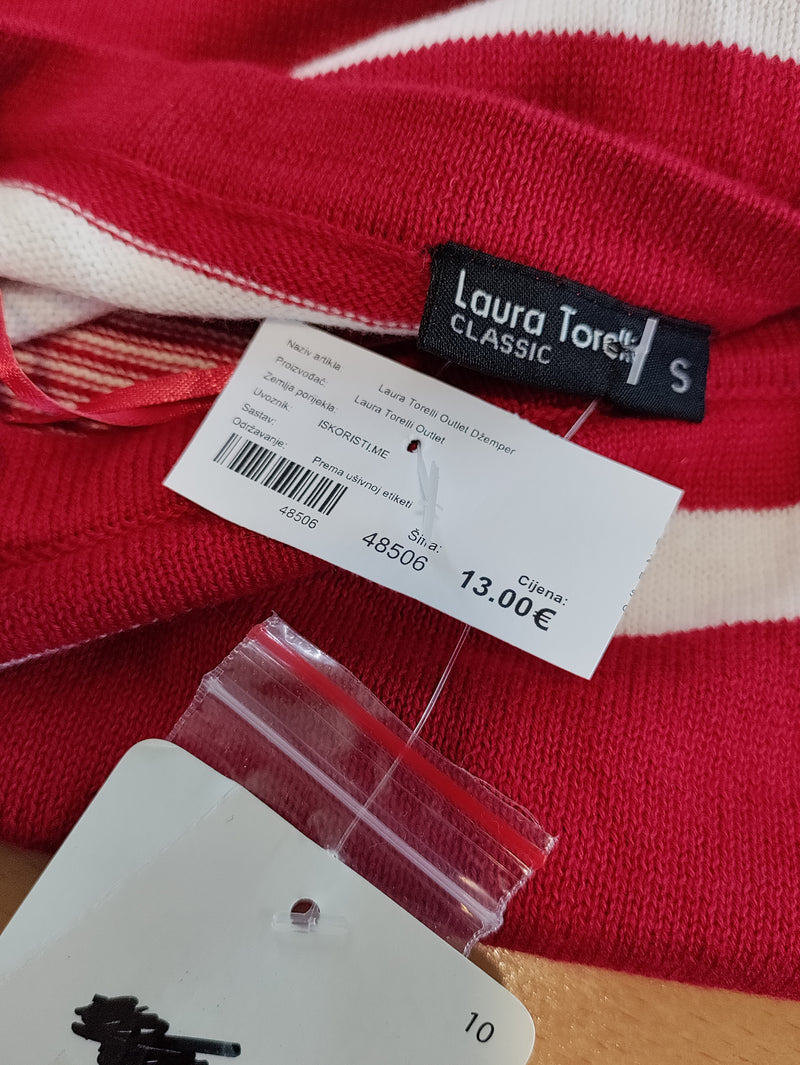 Laura Torelli
CLASSIC
S
Naziv artikla Laura Torelli Outlet Džemper
Proizvođač: Laura Torelli Outlet
Zemlja porijekla:
Uvoznik: ISKORISTI.ME
Sastav:
Održavanje: Prema ušivnoj etiketi
48506
Šifra:
48506
Cijena:
13.00€
10